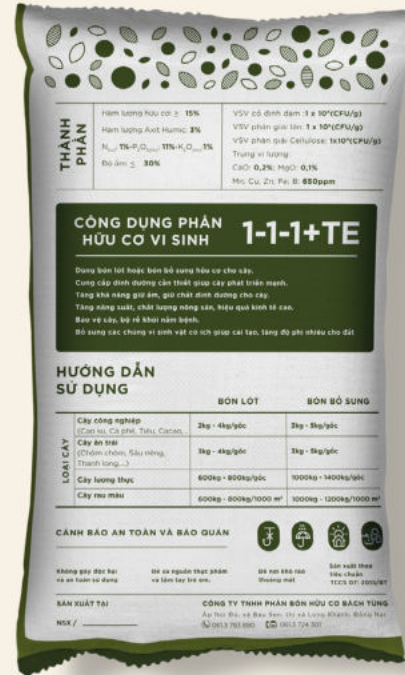 THÀNH
PHẦN
Hàm lượng hữu cơ: ≥ 15%
Hàm lượng Axit Humic: 3%
Độ ẩm ≤ 30%
VSV cố định đạm :1 x 10⁶(CFU/g)
VSV phân giải lân: 1 x 10⁶(CFU/g)
VSV phân giải Cellulose: 1x10⁶(CFU/g)
Trung vi lượng:
CaO: 0,2%; MgO: 0,1%
Mn, Cu, Zn, Fe, B: 650ppm
CÔNG DỤNG PHÂN
HỮU CƠ VI SINH
1-1-1+TE
Dùng bón lót hoặc bón bổ sung hữu cơ cho cây.
Cung cấp dinh dưỡng cần thiết giúp cây phát triển mạnh.
Tăng khả năng giữ ẩm, giữ chất dinh dưỡng cho cây.
Tăng năng suất, chất lượng nông sản, hiệu quả kinh tế cao.
Bảo vệ cây, bộ rễ khỏi nấm bệnh.
Bổ sung các chủng vi sinh vật có ích giúp cải tạo, tăng độ phì nhiêu cho đất
HƯỚNG DẪN
SỬ DỤNG
BÓN LÓT BÓN BỔ SUNG
LOẠI CÂY
Cây công nghiệp
(Cao su, Cà phê, Tiêu, Cacao,...
2kg - 4kg/gốc 3kg - 5kg/gốc
Cây ăn trái
(Chôm chôm, Sầu riêng,
Thanh long,...)
3kg - 4kg/gốc 3kg - 5kg/gốc
Cây lương thực 600kg - 800kg/gốc 1000kg - 1400kg/gốc
Cây rau màu 600kg - 800kg/1000 m² 1000kg - 1200kg/1000 m²
CẢNH BÁO AN TOÀN VÀ BẢO QUẢN
Không gây độc hại
và an toàn sử dụng
Để xa nguồn thực phẩm
và tầm tay trẻ em.
Để nơi khô ráo
thoáng mát
Sản xuất theo
tiêu chuẩn
TCCS 07: 2015/BT
SẢN XUẤT TẠI
NSX /
CÔNG TY TNHH PHÂN BÓN HỮU CƠ BÁCH TÙNG